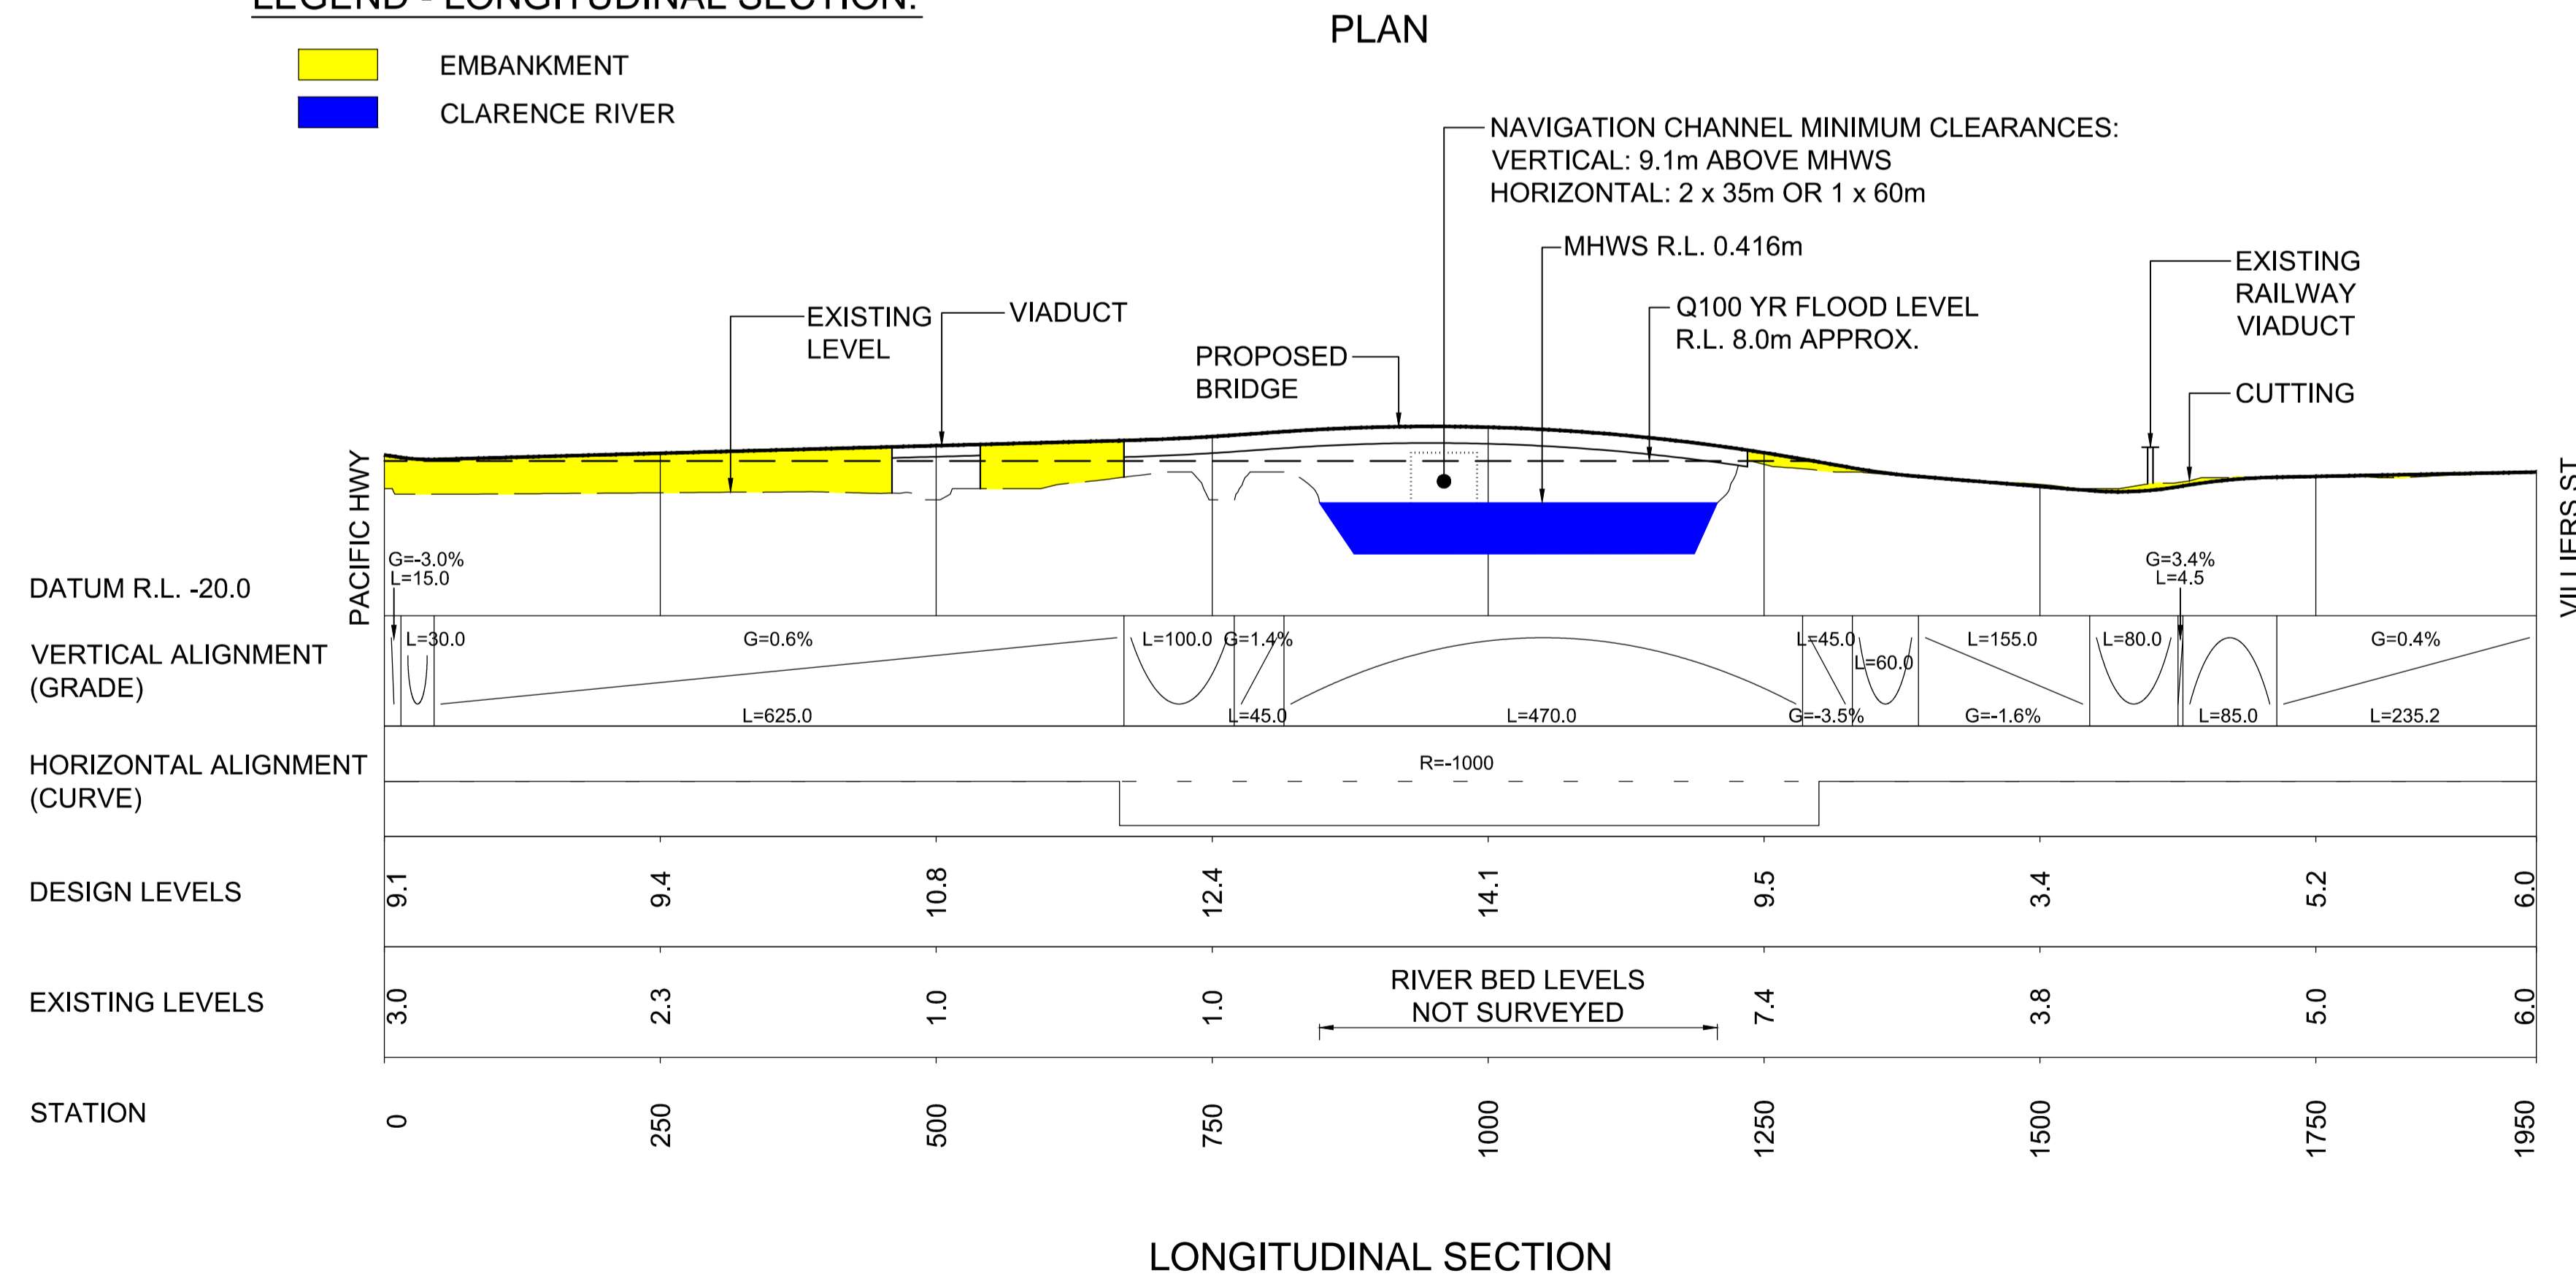 LEGEND - LONGITUDINAL SECTION:
PLAN
EMBANKMENT
CLARENCE RIVER
NAVIGATION CHANNEL MINIMUM CLEARANCES:
VERTICAL: 9.1m ABOVE MHWS
HORIZONTAL: 2 x 35m OR 1 x 60m
MHWS R.L. 0.416m
EXISTING
RAILWAY
VIADUCT
EXISTING
LEVEL
VIADUCT
Q100 YR FLOOD LEVEL
R.L. 8.0m APPROX.
PROPOSED
BRIDGE
CUTTING
PACIFIC HWY
VILLIERS ST
G=-3.0%
L=15.0
G=3.4%
L=4.5
DATUM R.L. -20.0
VERTICAL ALIGNMENT
(GRADE)
L=30.0
G=0.6%
L=625.0
L=100.0
G=1.4%
L=45.0
L=470.0
L=45.0
G=-3.5%
L=60.0
L=155.0
G=-1.6%
L=80.0
L=85.0
G=0.4%
L=235.2
HORIZONTAL ALIGNMENT
(CURVE)
R=-1000
DESIGN LEVELS
9.1 9.4 10.8 12.4 14.1 9.5 3.4 5.2 6.0
EXISTING LEVELS
3.0 2.3 1.0 1.0
RIVER BED LEVELS
NOT SURVEYED
7.4 3.8 5.0 6.0
STATION
0 250 500 750 1000 1250 1500 1750 1950
LONGITUDINAL SECTION